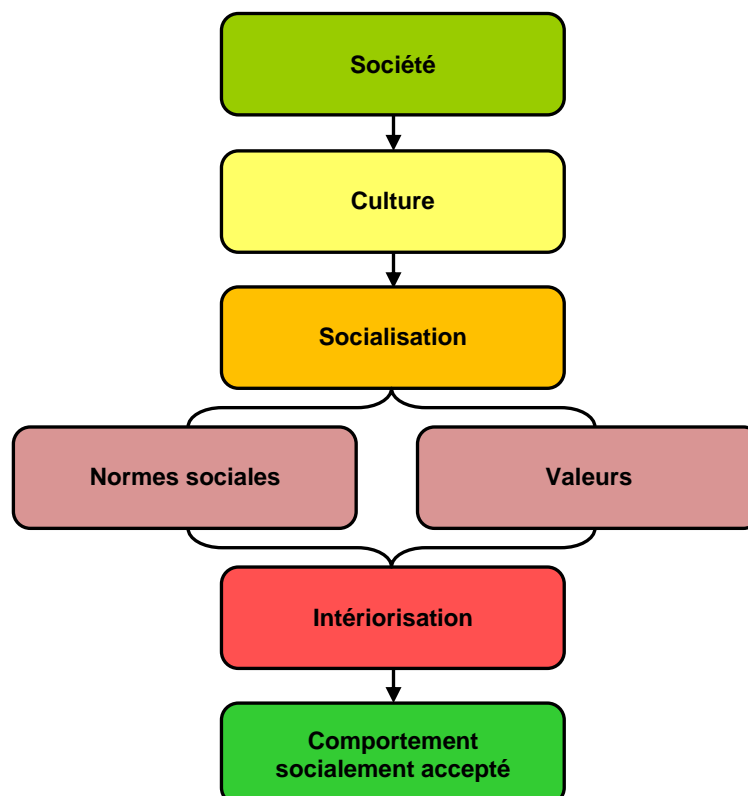 Société
Culture
Socialisation
Normes sociales
Valeurs
Intériorisation
Comportement
socialement accepté